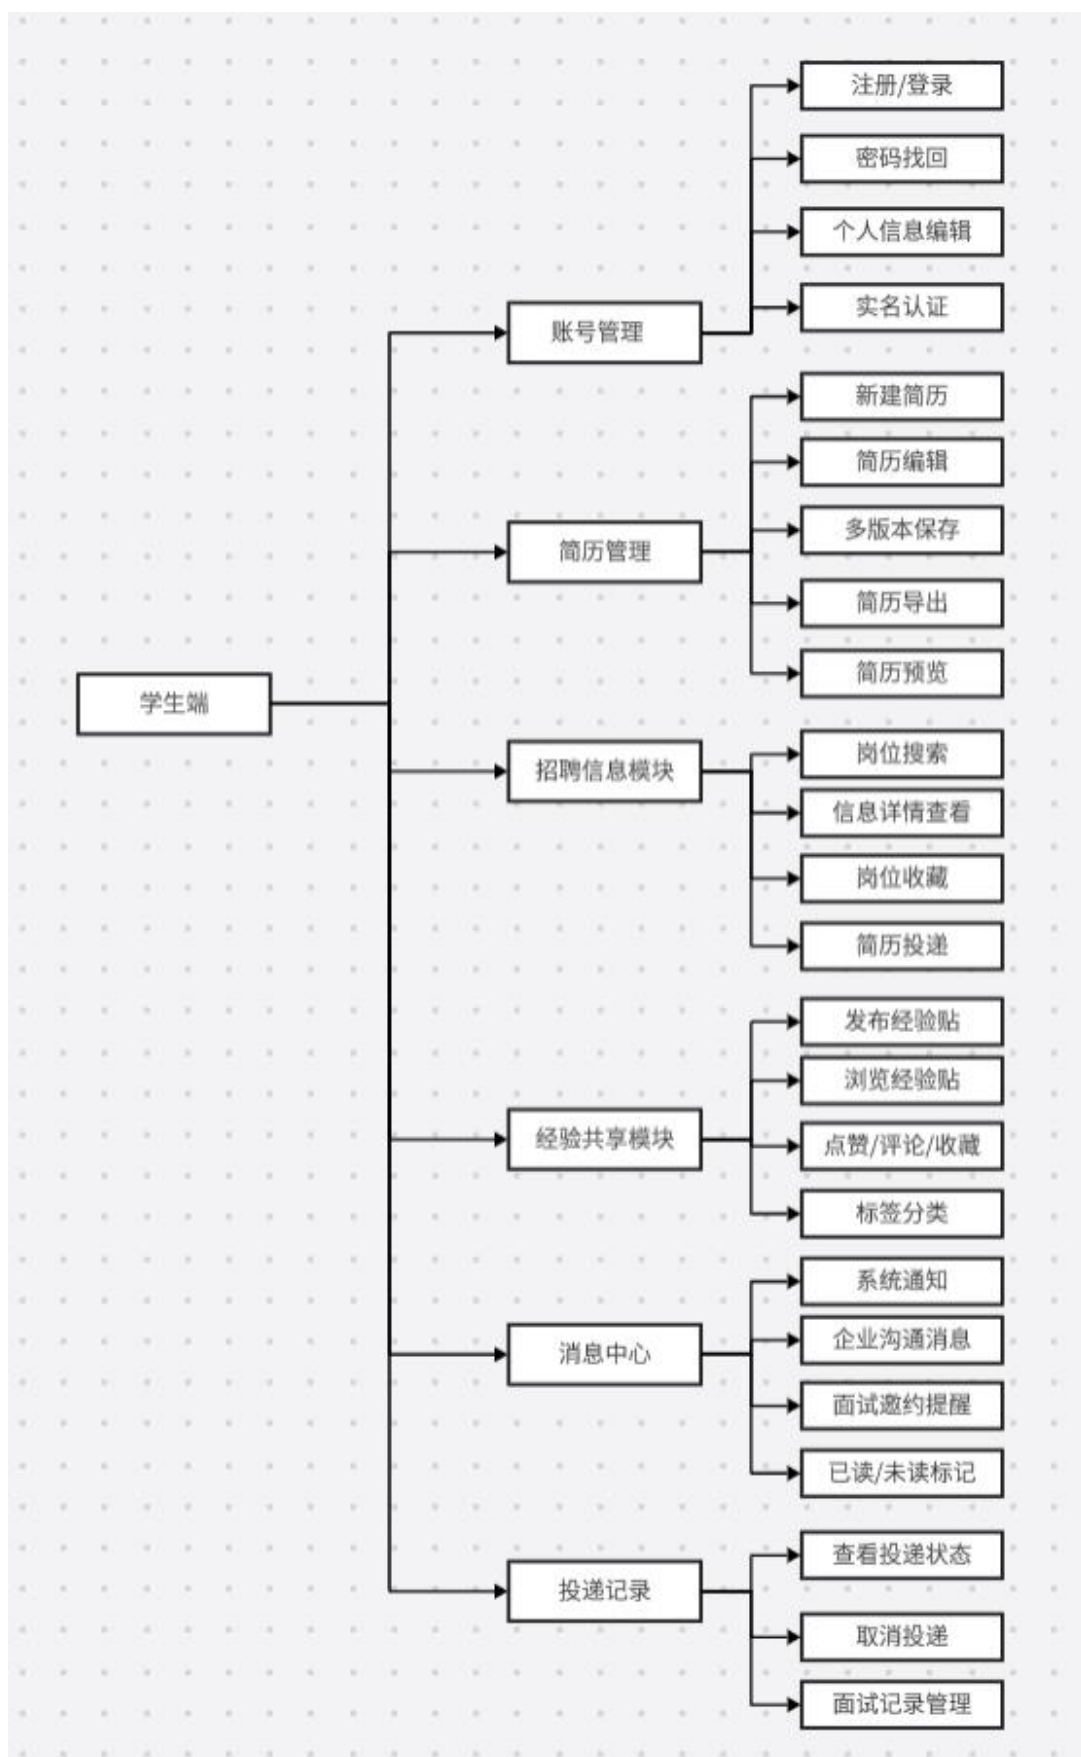 学生端
账号管理
注册/登录
密码找回
个人信息编辑
实名认证
简历管理
新建简历
简历编辑
多版本保存
简历导出
简历预览
招聘信息模块
岗位搜索
信息详情查看
岗位收藏
简历投递
经验共享模块
发布经验贴
浏览经验贴
点赞/评论/收藏
标签分类
消息中心
系统通知
企业沟通消息
面试邀约提醒
已读/未读标记
投递记录
查看投递状态
取消投递
面试记录管理